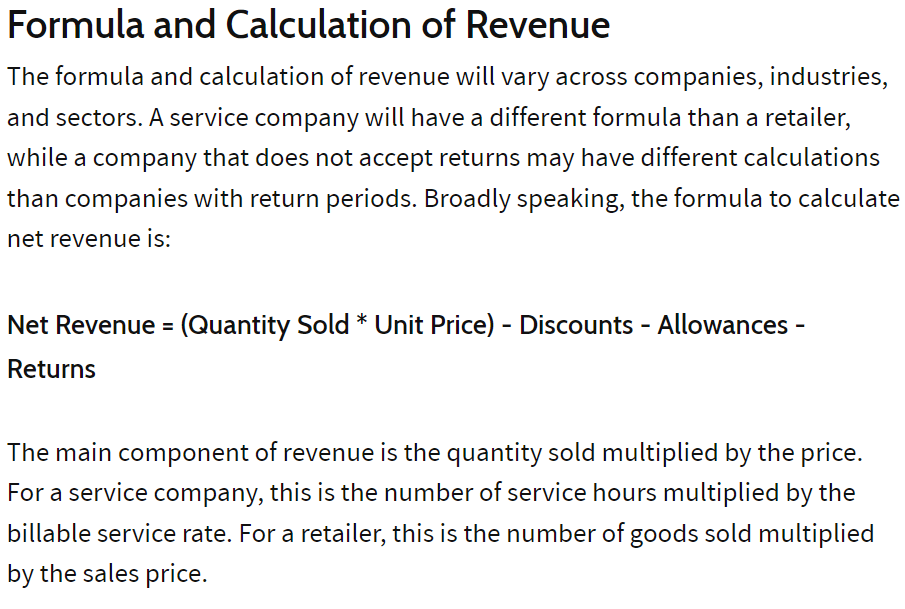 Formula and Calculation of Revenue
The formula and calculation of revenue will vary across companies, industries,
and sectors. A service company will have a different formula than a retailer,
while a company that does not accept returns may have different calculations
than companies with return periods. Broadly speaking, the formula to calculate
net revenue is:
Net Revenue = (Quantity Sold * Unit Price) - Discounts - Allowances -
Returns
The main component of revenue is the quantity sold multiplied by the price.
For a service company, this is the number of service hours multiplied by the
billable service rate. For a retailer, this is the number of goods sold multiplied
by the sales price.